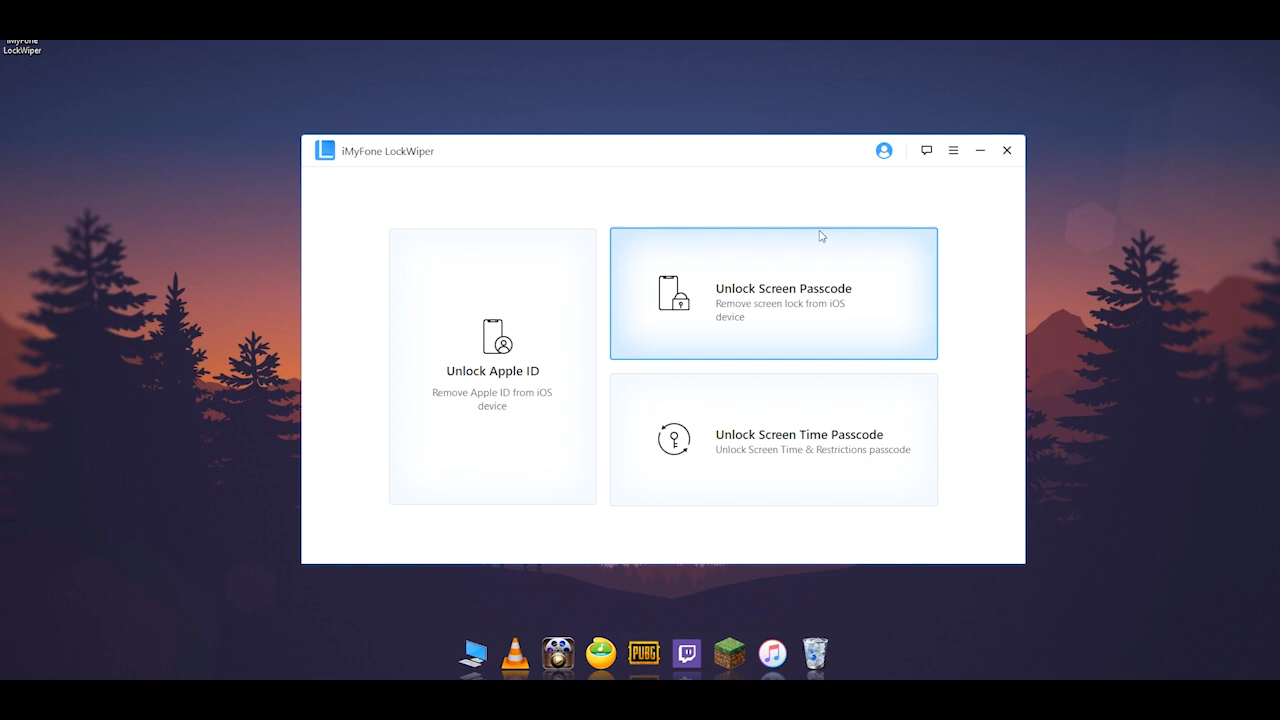 iMyFone
LockWiper
iMyFone LockWiper
Unlock Screen Passcode
Remove screen lock from iOS
device
Unlock Apple ID
Remove Apple ID from iOS
device
Unlock Screen Time Passcode
Unlock Screen Time & Restrictions passcode
PUBG